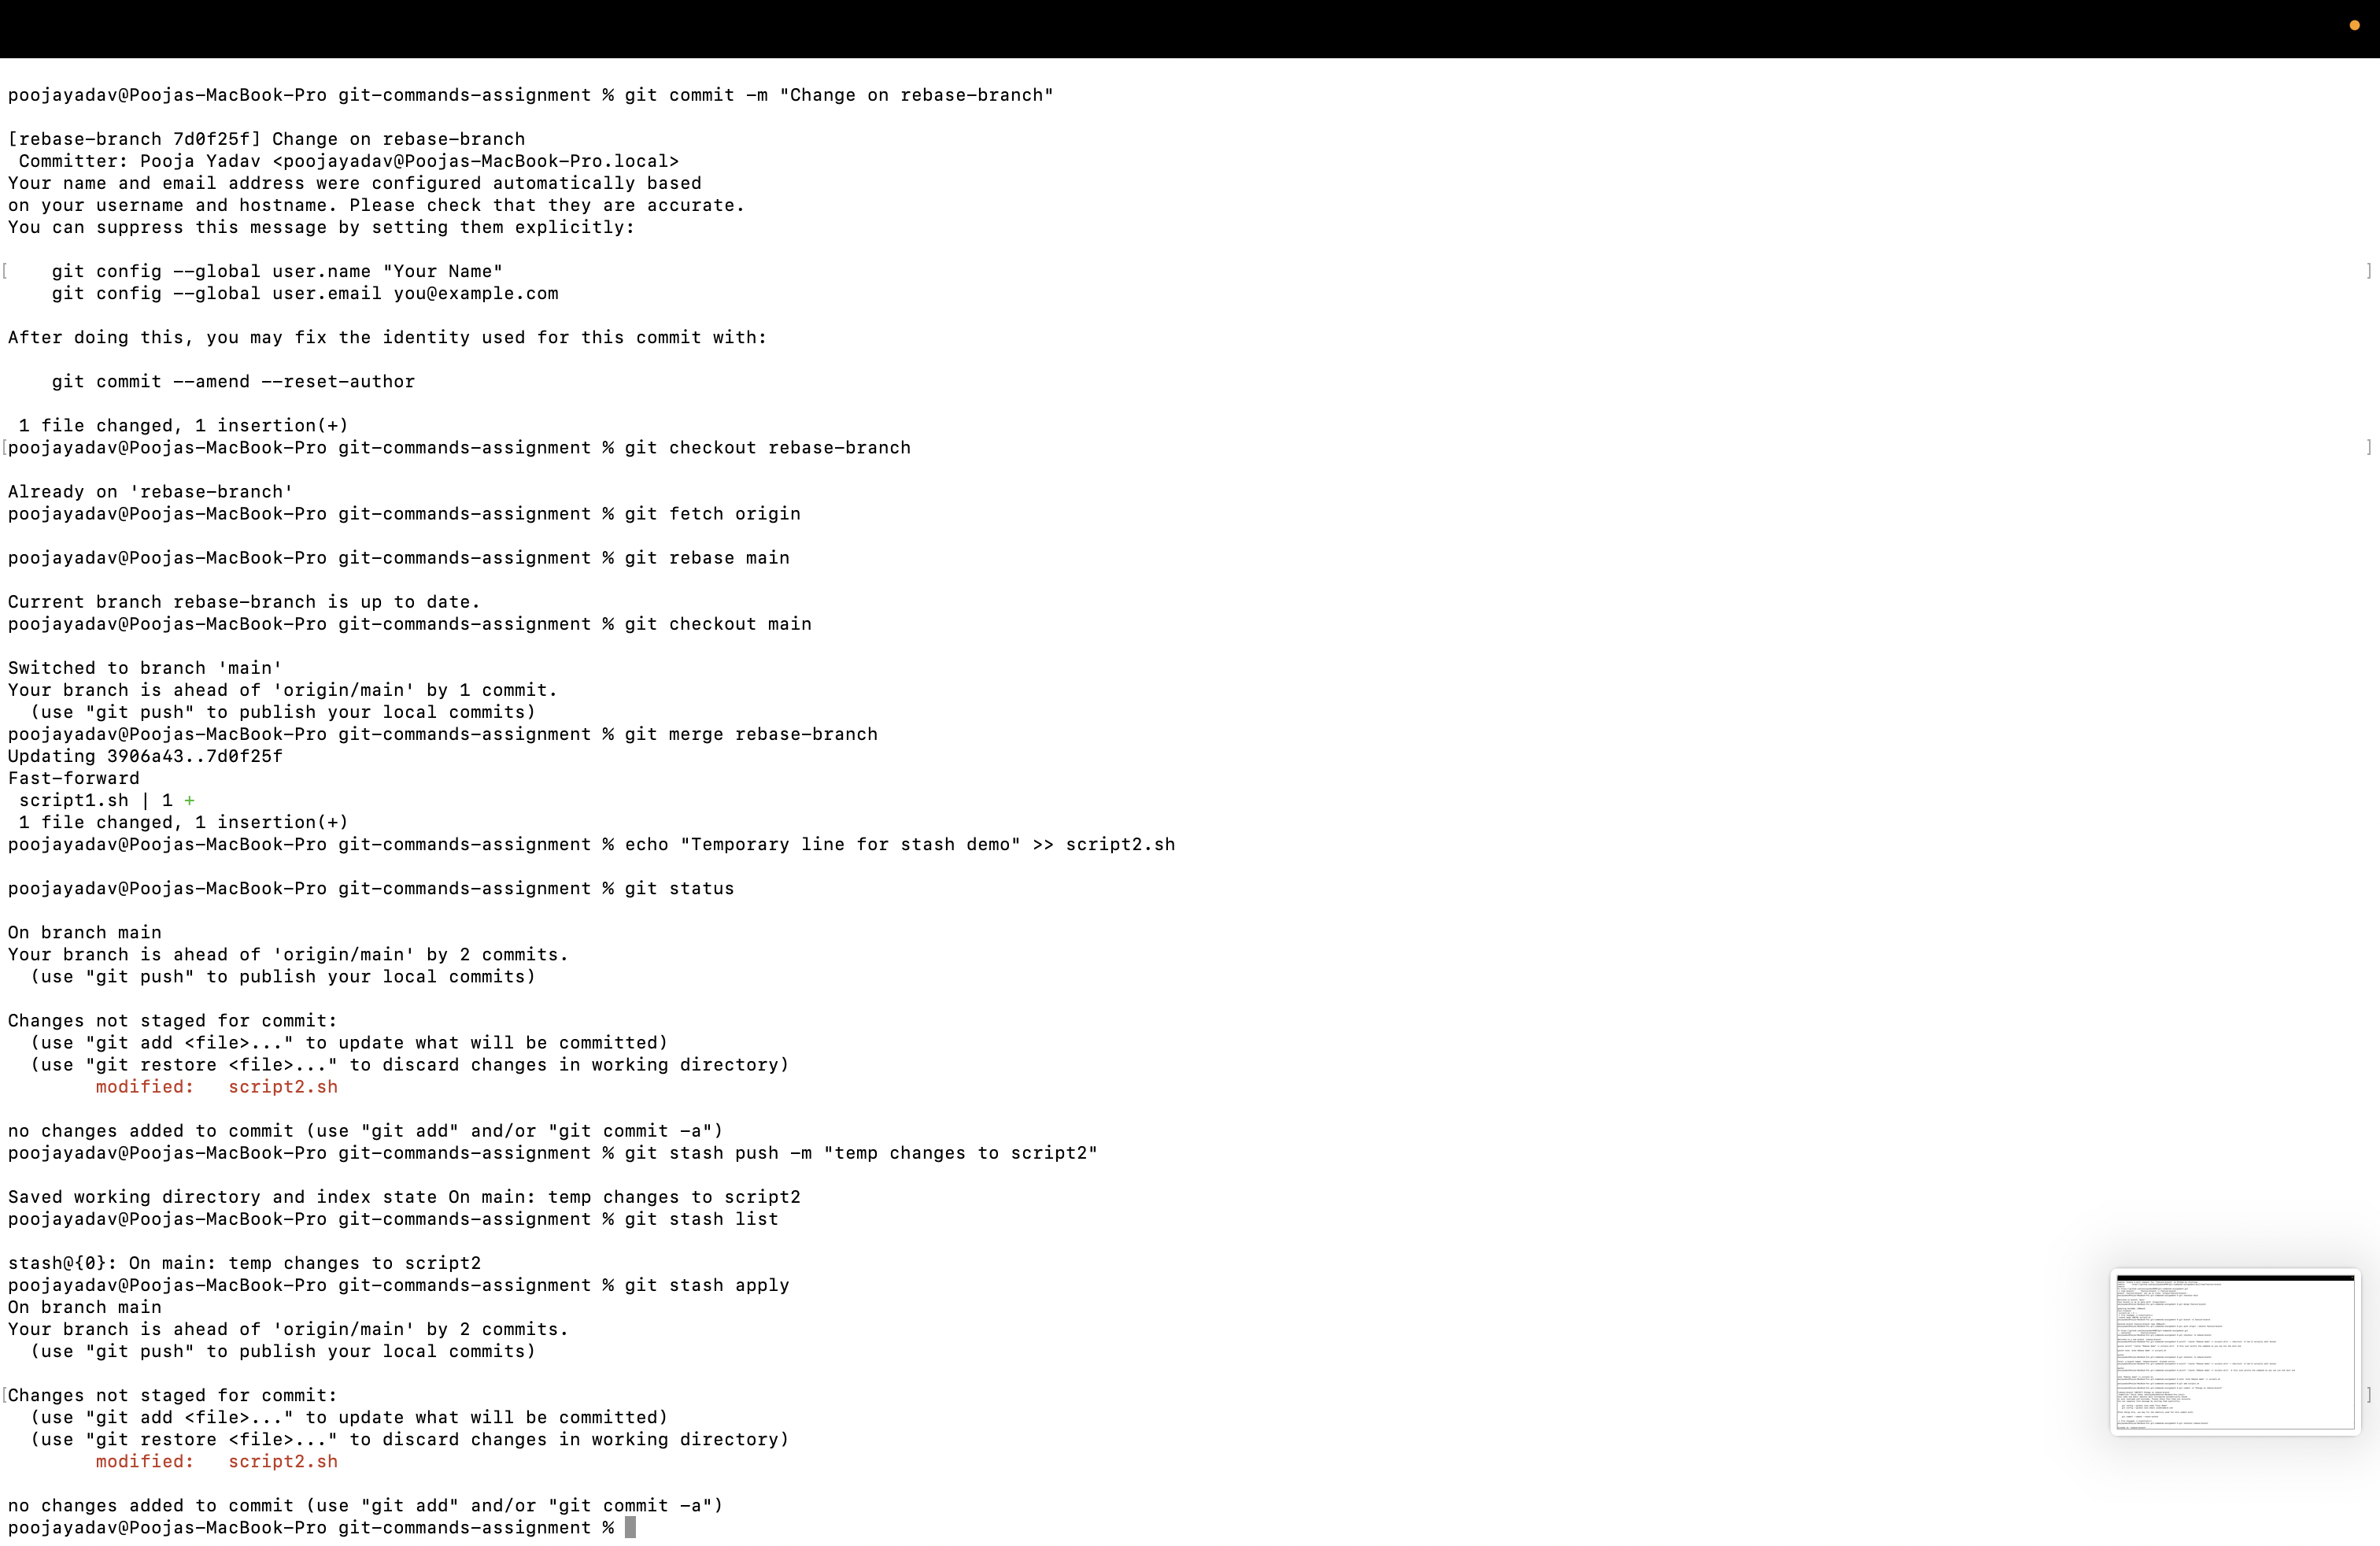 poojayadav@Poojas-MacBook-Pro git-commands-assignment % git commit -m "Change on rebase-branch"
[rebase-branch 7d0f25f] Change on rebase-branch
 Committer: Pooja Yadav <poojayadav@Poojas-MacBook-Pro.local>
Your name and email address were configured automatically based
on your username and hostname. Please check that they are accurate.
You can suppress this message by setting them explicitly:
[    git config --global user.name "Your Name" ]
    git config --global user.email you@example.com
After doing this, you may fix the identity used for this commit with:
    git commit --amend --reset-author
 1 file changed, 1 insertion(+)
[poojayadav@Poojas-MacBook-Pro git-commands-assignment % git checkout rebase-branch ]
Already on 'rebase-branch'
poojayadav@Poojas-MacBook-Pro git-commands-assignment % git fetch origin
poojayadav@Poojas-MacBook-Pro git-commands-assignment % git rebase main
Current branch rebase-branch is up to date.
poojayadav@Poojas-MacBook-Pro git-commands-assignment % git checkout main
Switched to branch 'main'
Your branch is ahead of 'origin/main' by 1 commit.
  (use "git push" to publish your local commits)
poojayadav@Poojas-MacBook-Pro git-commands-assignment % git merge rebase-branch
Updating 3906a43..7d0f25f
Fast-forward
 script1.sh | 1 +
 1 file changed, 1 insertion(+)
poojayadav@Poojas-MacBook-Pro git-commands-assignment % echo "Temporary line for stash demo" >> script2.sh
poojayadav@Poojas-MacBook-Pro git-commands-assignment % git status
On branch main
Your branch is ahead of 'origin/main' by 2 commits.
  (use "git push" to publish your local commits)
Changes not staged for commit:
  (use "git add <file>..." to update what will be committed)
  (use "git restore <file>..." to discard changes in working directory)
        modified:   script2.sh
no changes added to commit (use "git add" and/or "git commit -a")
poojayadav@Poojas-MacBook-Pro git-commands-assignment % git stash push -m "temp changes to script2"
Saved working directory and index state On main: temp changes to script2
poojayadav@Poojas-MacBook-Pro git-commands-assignment % git stash list
stash@{0}: On main: temp changes to script2
poojayadav@Poojas-MacBook-Pro git-commands-assignment % git stash apply
On branch main
Your branch is ahead of 'origin/main' by 2 commits.
  (use "git push" to publish your local commits)
[Changes not staged for commit: ]
  (use "git add <file>..." to update what will be committed)
  (use "git restore <file>..." to discard changes in working directory)
        modified:   script2.sh
no changes added to commit (use "git add" and/or "git commit -a")
poojayadav@Poojas-MacBook-Pro git-commands-assignment %